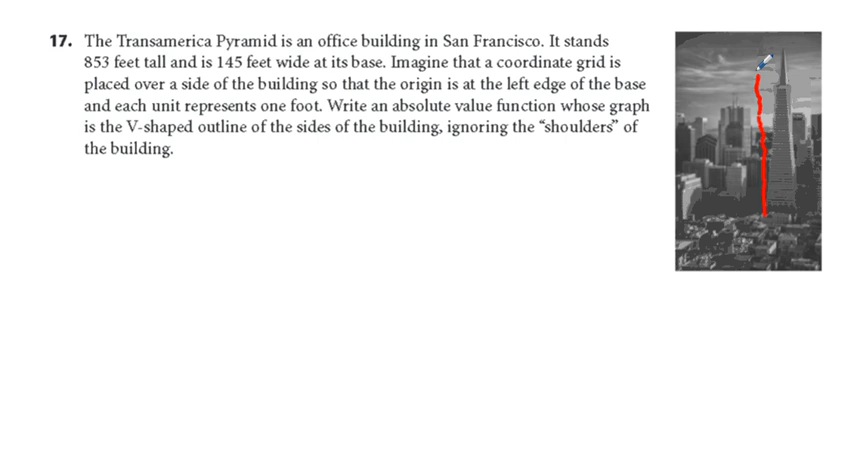 17. The Transamerica Pyramid is an office building in San Francisco. It stands
853 feet tall and is 145 feet wide at its base. Imagine that a coordinate grid is
placed over a side of the building so that the origin is at the left edge of the base
and each unit represents one foot. Write an absolute value function whose graph
is the V-shaped outline of the sides of the building, ignoring the “shoulders” of
the building.